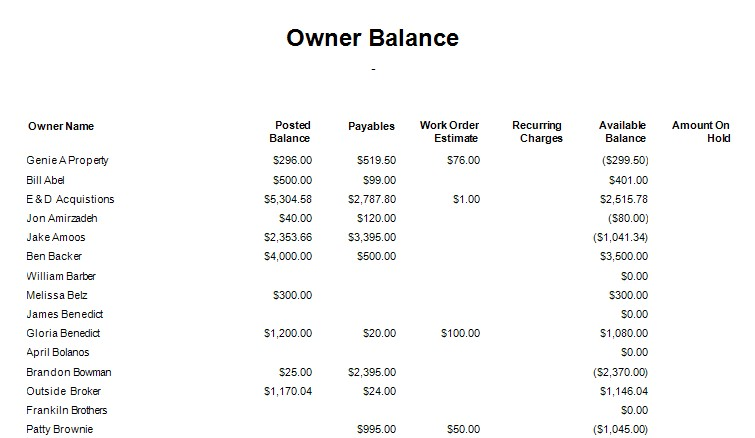 Owner Balance
-
Owner Name Posted Balance Payables Work Order Estimate Recurring Charges Available Balance Amount On Hold
Genie A Property $296.00 $519.50 $76.00 ($299.50)
Bill Abel $500.00 $99.00 $401.00
E & D Acquistions $5,304.58 $2,787.80 $1.00 $2,515.78
Jon Amirzadeh $40.00 $120.00 ($80.00)
Jake Amoos $2,353.66 $3,395.00 ($1,041.34)
Ben Backer $4,000.00 $500.00 $3,500.00
William Barber $0.00
Melissa Belz $300.00 $300.00
James Benedict $0.00
Gloria Benedict $1,200.00 $20.00 $100.00 $1,080.00
April Bolanos $0.00
Brandon Bowman $25.00 $2,395.00 ($2,370.00)
Outside Broker $1,170.04 $24.00 $1,146.04
Frankiln Brothers $0.00
Patty Brownie $995.00 $50.00 ($1,045.00)